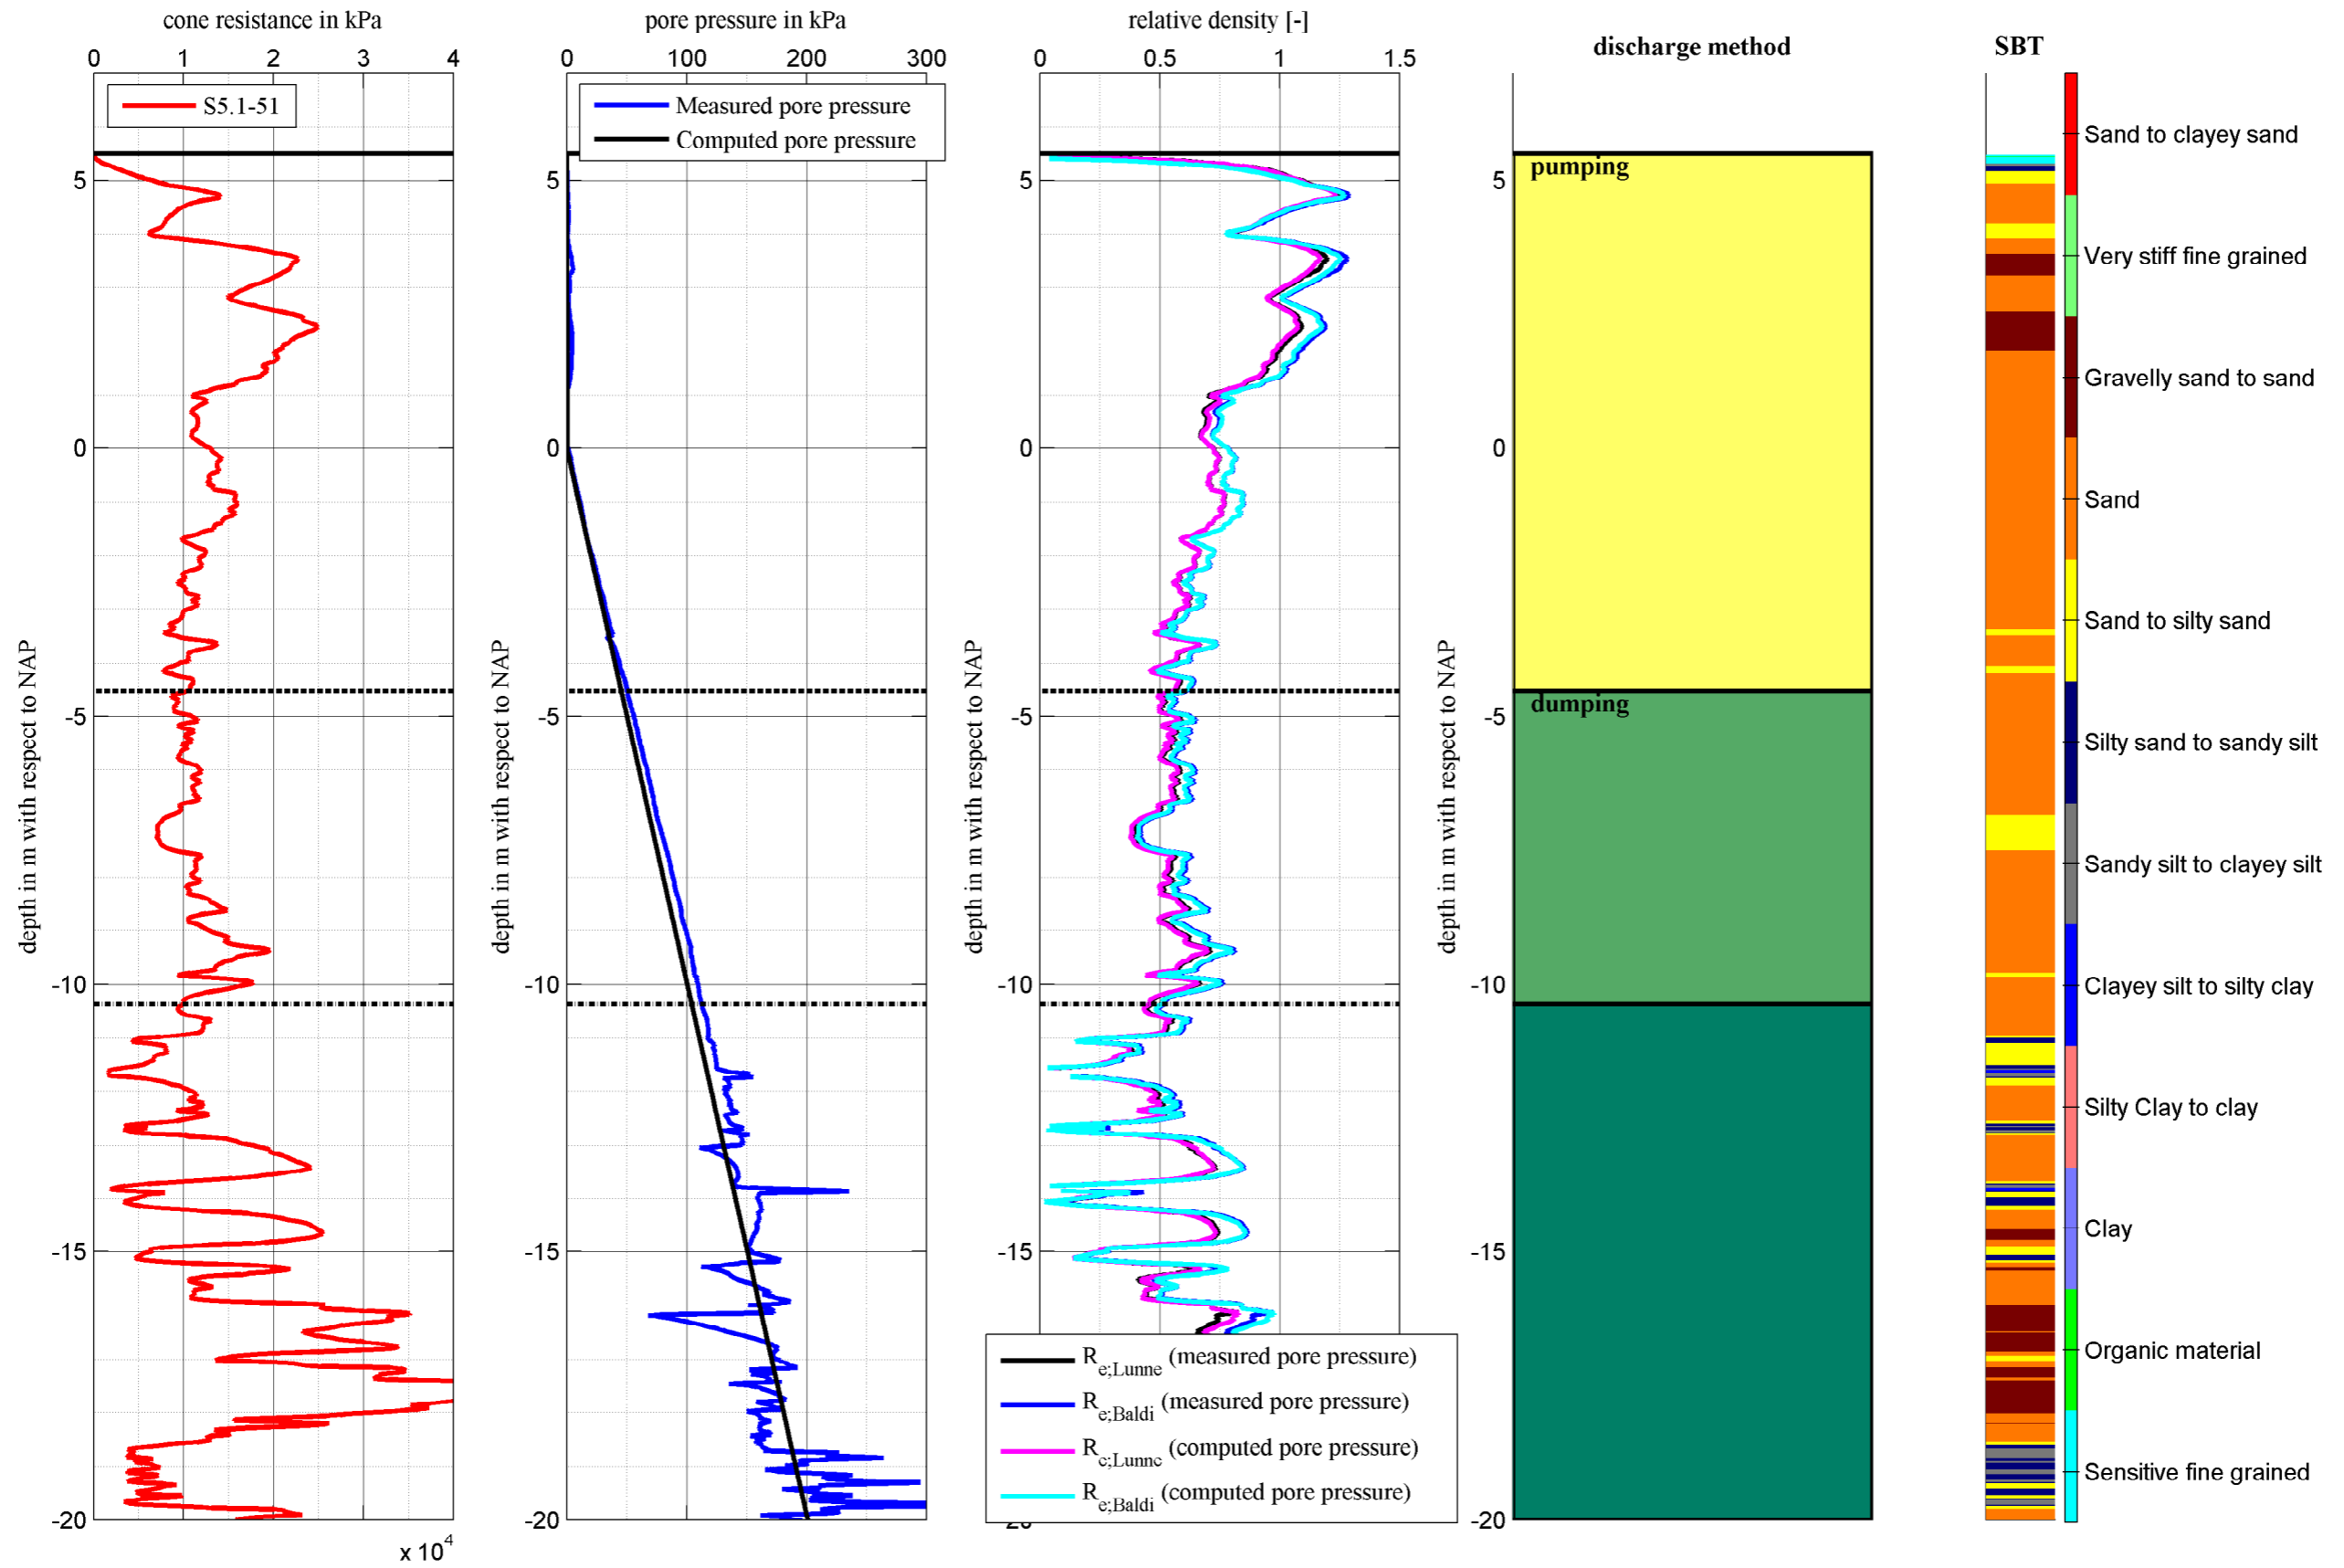 cone resistance in kPa
0 1 2 3 4
S5.1-51
5
0
-5
-10
-15
-20
x 10⁴
depth in m with respect to NAP
pore pressure in kPa
0 100 200 300
Measured pore pressure
Computed pore pressure
5
0
-5
-10
-15
-20
depth in m with respect to NAP
relative density [-]
0 0.5 1 1.5
5
0
-5
-10
-15
depth in m with respect to NAP
Re;Lunne (measured pore pressure)
Re;Baldi (measured pore pressure)
Re;Lunne (computed pore pressure)
Re;Baldi (computed pore pressure)
discharge method
pumping
dumping
5
0
-5
-10
-15
-20
depth in m with respect to NAP
SBT
Sand to clayey sand
Very stiff fine grained
Gravelly sand to sand
Sand
Sand to silty sand
Silty sand to sandy silt
Sandy silt to clayey silt
Clayey silt to silty clay
Silty Clay to clay
Clay
Organic material
Sensitive fine grained